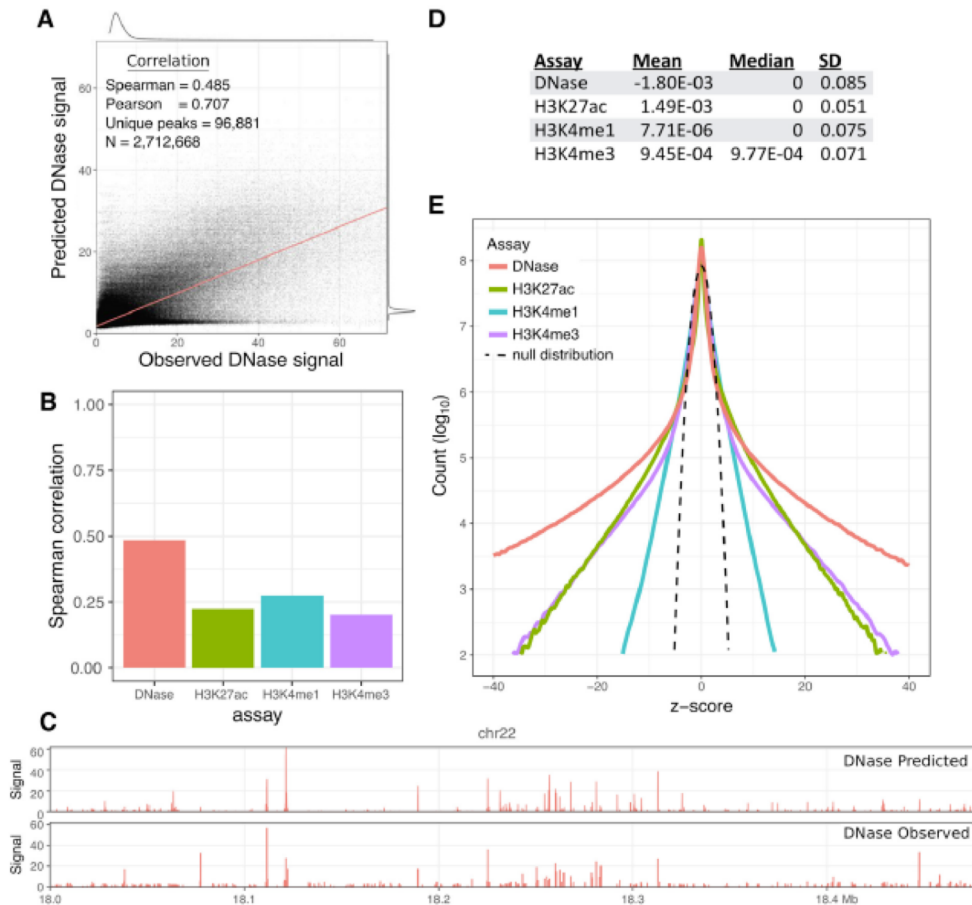 A
Correlation
Spearman = 0.485
Pearson = 0.707
Unique peaks = 96,881
N = 2,712,668
Predicted DNase signal
60
40
20
0
0 20 40 60
Observed DNase signal
B
Spearman correlation
1.00
0.75
0.50
0.25
0.00
DNase H3K27ac H3K4me1 H3K4me3
assay
D
Assay Mean Median SD
DNase -1.80E-03 0 0.085
H3K27ac 1.49E-03 0 0.051
H3K4me1 7.71E-06 0 0.075
H3K4me3 9.45E-04 9.77E-04 0.071
E
Assay
DNase
H3K27ac
H3K4me1
H3K4me3
null distribution
Count (log10)
8
7
6
5
4
3
2
−40 −20 0 20 40
z−score
C
chr22
DNase Predicted
Signal
60
40
20
0
DNase Observed
Signal
60
40
20
0
18.0 18.1 18.2 18.3 18.4 Mb